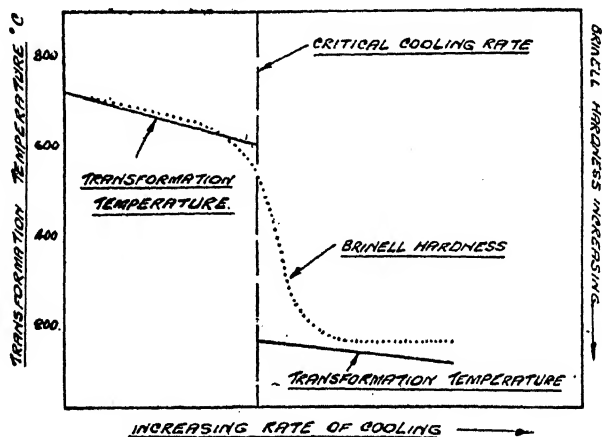 TRANSFORMATION TEMPERATURE °C
800
600
400
200.
CRITICAL COOLING RATE
TRANSFORMATION
TEMPERATURE.
BRINELL HARDNESS
TRANSFORMATION TEMPERATURE
BRINELL HARDNESS INCREASING
INCREASING RATE OF COOLING